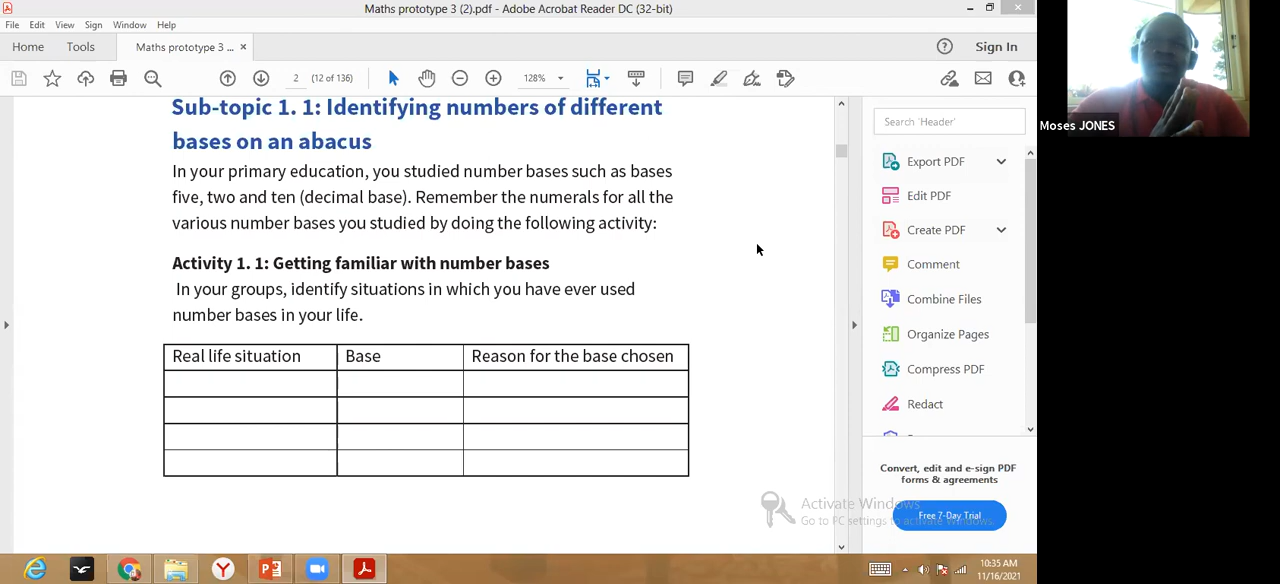 Maths prototype 3 (2).pdf - Adobe Acrobat Reader DC (32-bit)
File Edit View Sign Window Help
Home Tools Maths prototype 3 ... × Sign In
2 (12 of 136) 128%
Sub-topic 1. 1: Identifying numbers of different
bases on an abacus
In your primary education, you studied number bases such as bases
five, two and ten (decimal base). Remember the numerals for all the
various number bases you studied by doing the following activity:
Activity 1. 1: Getting familiar with number bases
In your groups, identify situations in which you have ever used
number bases in your life.
Real life situation Base Reason for the base chosen
Search 'Header'
Export PDF
Edit PDF
Create PDF
Comment
Combine Files
Organize Pages
Compress PDF
Redact
Convert, edit and e-sign PDF
forms & agreements
Free 7-Day Trial
Activate Windows
Go to PC settings to activate Windows.
Moses JONES
10:35 AM
11/16/2021